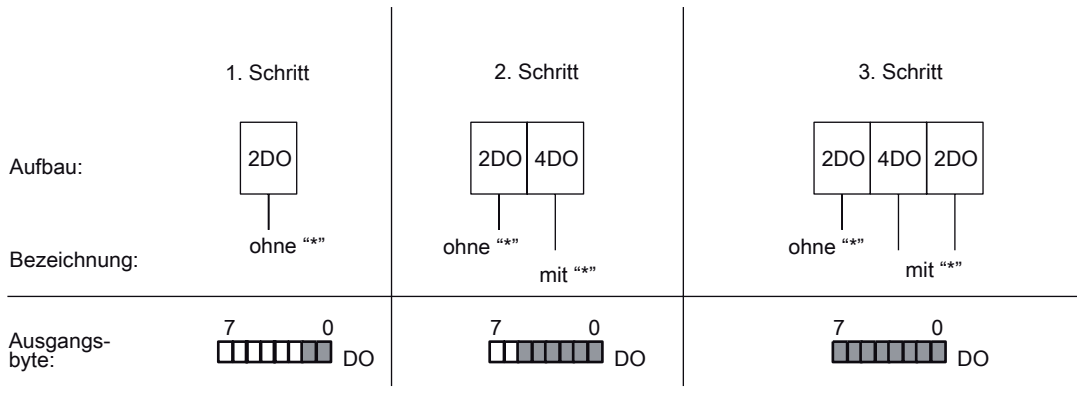 1. Schritt
2. Schritt
3. Schritt
Aufbau:
2DO
2DO 4DO
2DO 4DO 2DO
Bezeichnung:
ohne “*”
ohne “*”
mit “*”
ohne “*”
mit “*”
Ausgangs-
byte:
7 0
DO
7 0
DO
7 0
DO